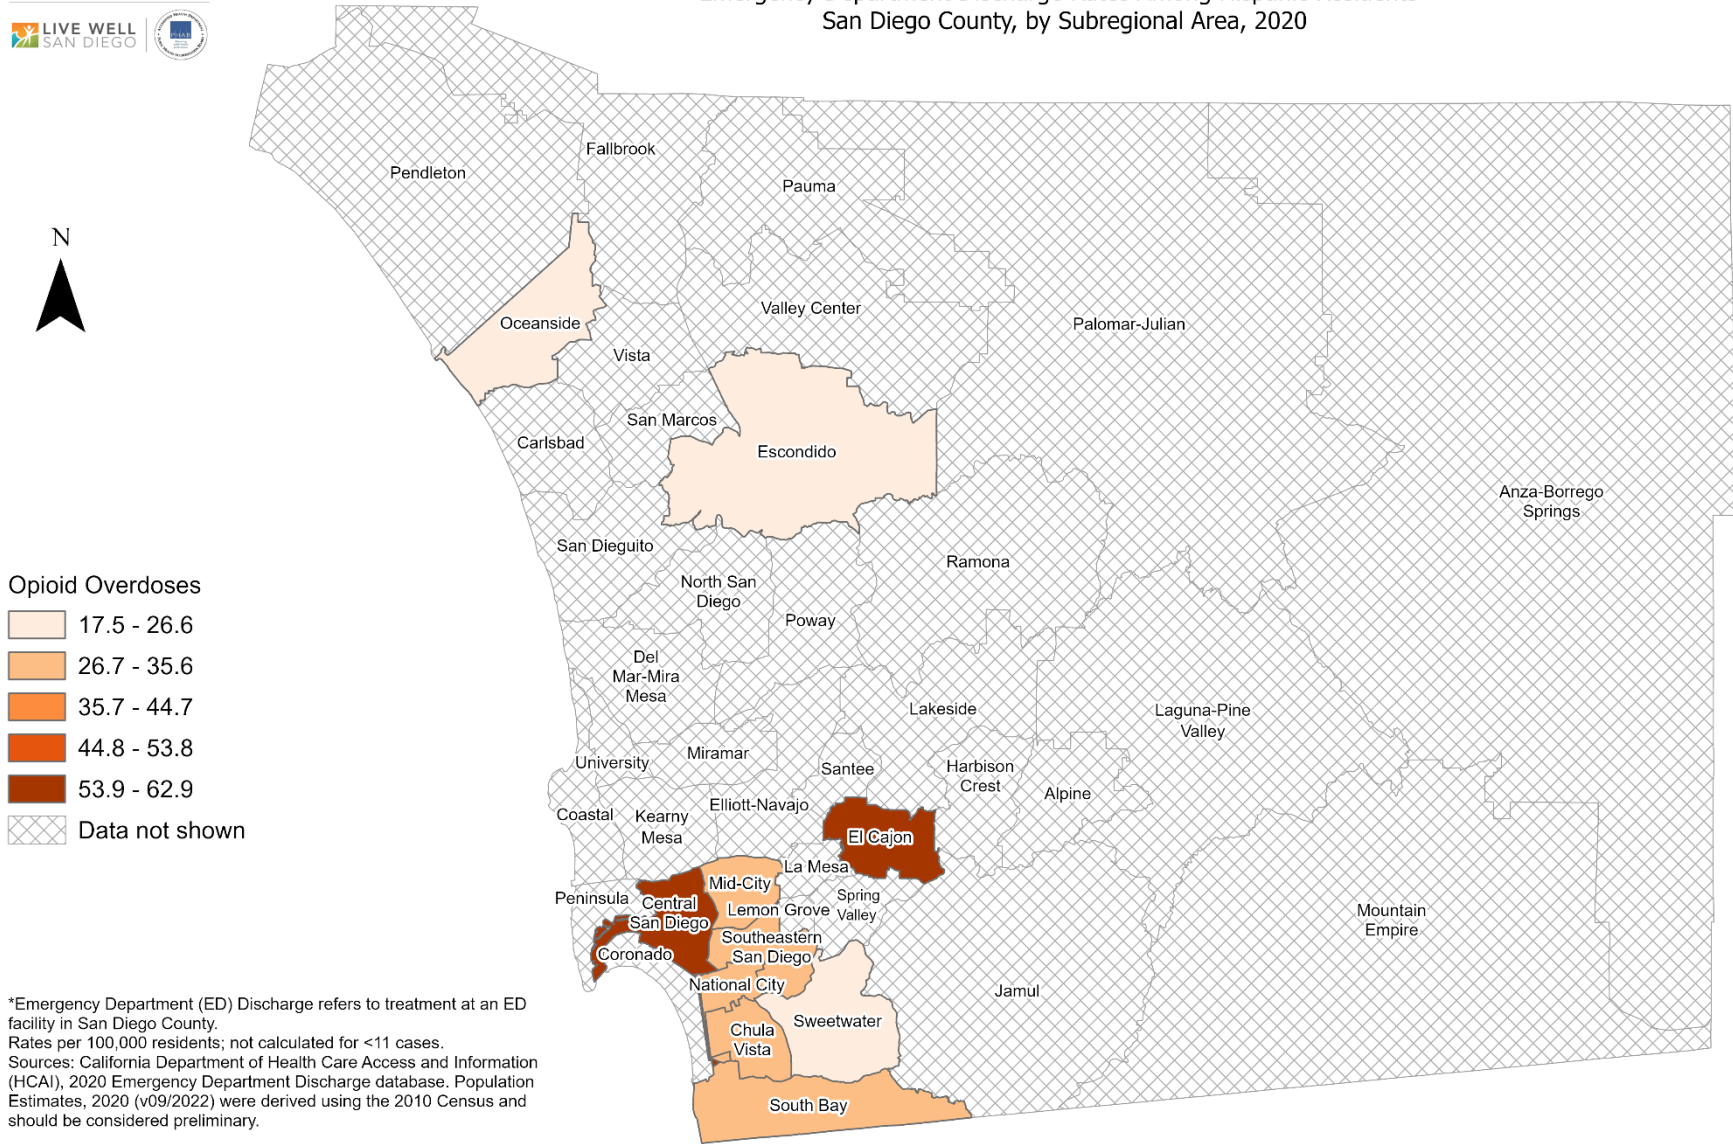 Emergency Department Discharge Rates Among Hispanic Residents
San Diego County, by Subregional Area, 2020
LIVE WELL
SAN DIEGO
PHAB
N
Fallbrook
Pendleton
Pauma
Oceanside
Valley Center
Palomar-Julian
Vista
San Marcos
Carlsbad
Escondido
Anza-Borrego
Springs
San Dieguito
Ramona
North San
Diego
Poway
Del
Mar-Mira
Mesa
Lakeside
Laguna-Pine
Valley
Miramar
University
Santee
Harbison
Crest
Alpine
Elliott-Navajo
Coastal
Kearny
Mesa
El Cajon
La Mesa
Mid-City
Peninsula
Central
San Diego
Lemon Grove
Spring
Valley
Mountain
Empire
Southeastern
San Diego
Coronado
National City
Jamul
Sweetwater
Chula
Vista
South Bay
Opioid Overdoses
17.5 - 26.6
26.7 - 35.6
35.7 - 44.7
44.8 - 53.8
53.9 - 62.9
Data not shown
*Emergency Department (ED) Discharge refers to treatment at an ED
facility in San Diego County.
Rates per 100,000 residents; not calculated for <11 cases.
Sources: California Department of Health Care Access and Information
(HCAI), 2020 Emergency Department Discharge database. Population
Estimates, 2020 (v09/2022) were derived using the 2010 Census and
should be considered preliminary.